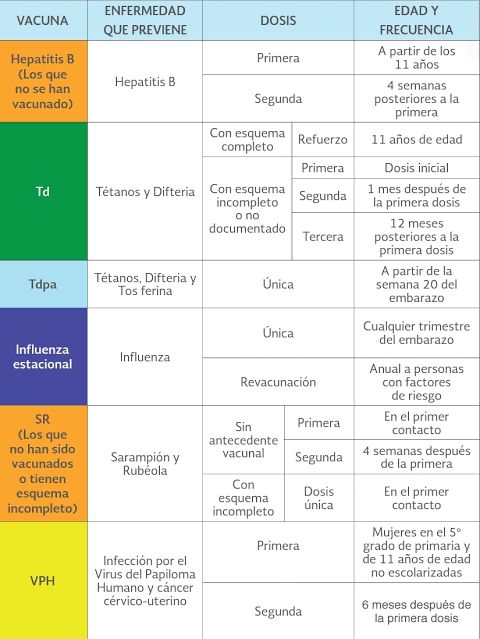 VACUNA
ENFERMEDAD
QUE PREVIENE
DOSIS
EDAD Y
FRECUENCIA
Hepatitis B
(Los que
no se han
vacunado)
Hepatitis B
Primera
A partir de los
11 años
Segunda
4 semanas
posteriores a la
primera
Td
Tétanos y Difteria
Con esquema
completo
Refuerzo
11 años de edad
Con esquema
incompleto
o no
documentado
Primera
Dosis inicial
Segunda
1 mes después de
la primera dosis
Tercera
12 meses
posteriores a la
primera dosis
Tdpa
Tétanos, Difteria y
Tos ferina
Única
A partir de la
semana 20 del
embarazo
Influenza
estacional
Influenza
Única
Cualquier trimestre
del embarazo
Revacunación
Anual a personas
con factores
de riesgo
SR
(Los que
no han sido
vacunados
o tienen
esquema
incompleto)
Sarampión y
Rubéola
Sin
antecedente
vacunal
Primera
En el primer
contacto
Segunda
4 semanas después
de la primera
Con
esquema
incompleto
Dosis
única
En el primer
contacto
VPH
Infección por el
Virus del Papiloma
Humano y cáncer
cérvico-uterino
Primera
Mujeres en el 5°
grado de primaria y
de 11 años de edad
no escolarizadas
Segunda
6 meses después de
la primera dosis